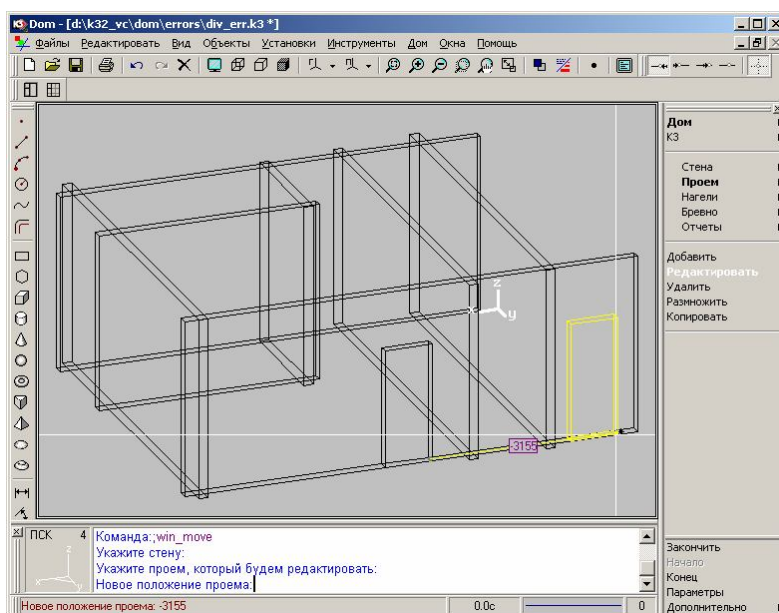 Dom - [d:\k32_vc\dom\errors\div_err.k3 *]
Файлы Редактировать Вид Объекты Установки Инструменты Дом Окна Помощь
Дом
К3
Стена
Проем
Нагели
Бревно
Отчеты
Добавить
Редактировать
Удалить
Размножить
Копировать
z
x
y
-3155
ПСК 4
Команда:;win_move
Укажите стену:
Укажите проем, который будем редактировать:
Новое положение проема:
Закончить
Начало
Конец
Параметры
Дополнительно
Новое положение проема: -3155
0.0c
0